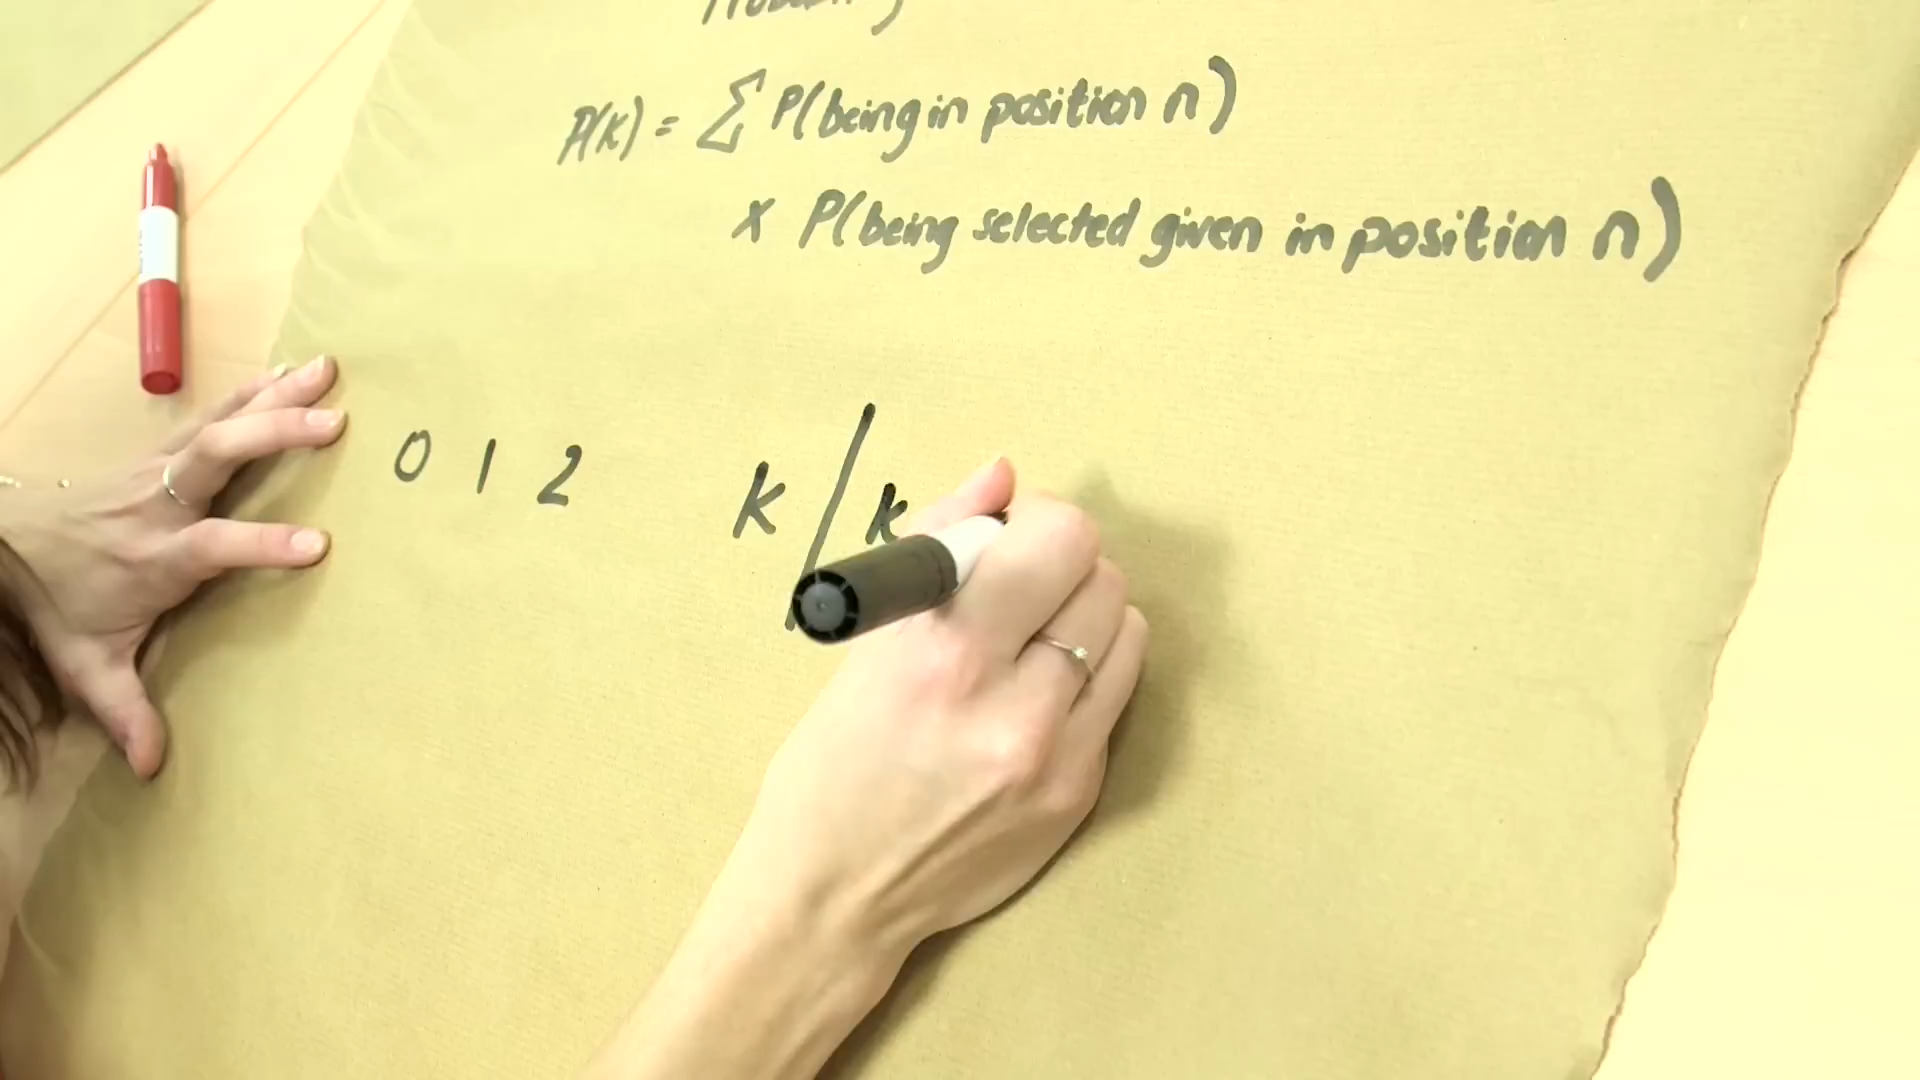 P(K) = ∑ P(being in position n)
x P(being selected given in position n)
0 1 2 K / K